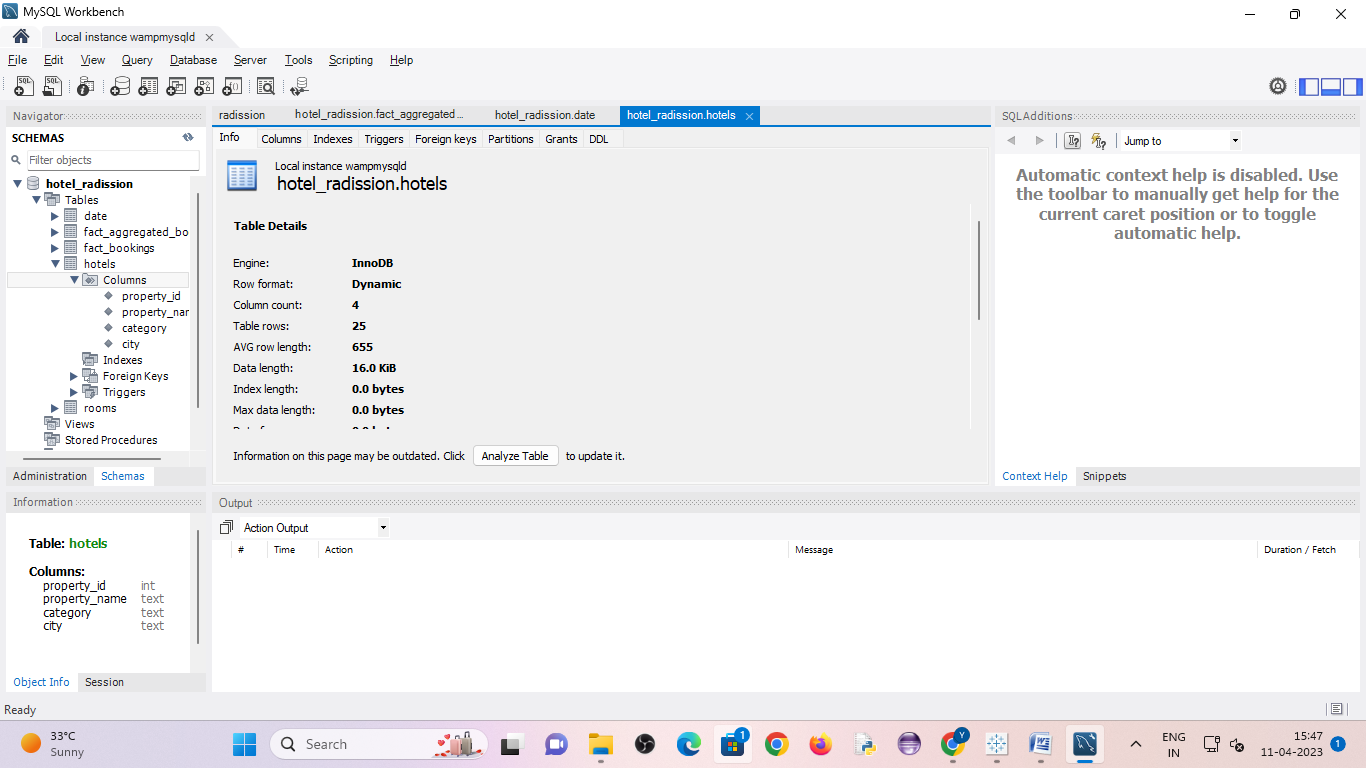 MySQL Workbench
Local instance wampmysqld
File Edit View Query Database Server Tools Scripting Help
Navigator
SCHEMAS
Filter objects
hotel_radission
Tables
date
fact_aggregated_bo
fact_bookings
hotels
Columns
property_id
property_nar
category
city
Indexes
Foreign Keys
Triggers
rooms
Views
Stored Procedures
Administration Schemas
Information
Table: hotels
Columns:
property_id int
property_name text
category text
city text
Object Info Session
radission hotel_radission.fact_aggregated... hotel_radission.date hotel_radission.hotels
Info Columns Indexes Triggers Foreign keys Partitions Grants DDL
Local instance wampmysqld
hotel_radission.hotels
Table Details
Engine: InnoDB
Row format: Dynamic
Column count: 4
Table rows: 25
AVG row length: 655
Data length: 16.0 KiB
Index length: 0.0 bytes
Max data length: 0.0 bytes
Information on this page may be outdated. Click Analyze Table to update it.
SQLAdditions
Jump to
Automatic context help is disabled. Use
the toolbar to manually get help for the
current caret position or to toggle
automatic help.
Context Help Snippets
Output
Action Output
# Time Action Message Duration / Fetch
Ready
33°C
Sunny
Search
1
Y
ENG
IN
15:47
11-04-2023
1